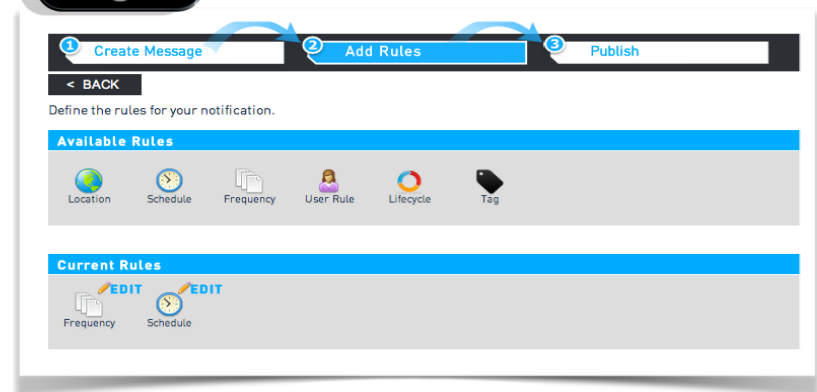 1 Create Message 2 Add Rules 3 Publish
< BACK
Define the rules for your notification.
Available Rules
Location Schedule Frequency User Rule Lifecycle Tag
Current Rules
EDIT EDIT
Frequency Schedule